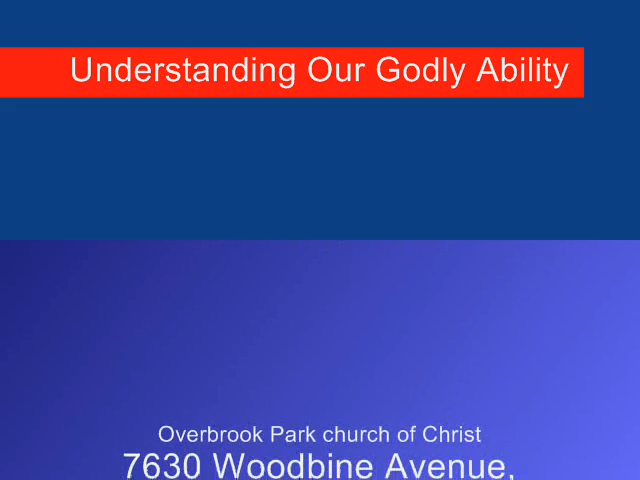 Understanding Our Godly Ability
Overbrook Park church of Christ
7630 Woodbine Avenue,